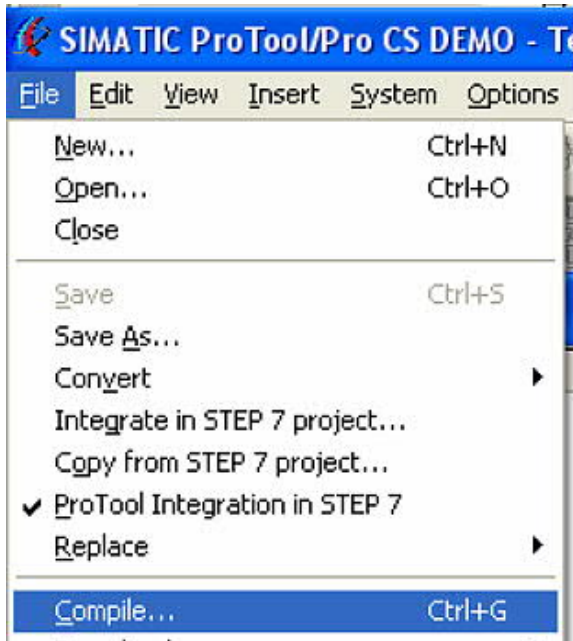 SIMATIC ProTool/Pro CS DEMO - Te
File Edit View Insert System Options
New... Ctrl+N
Open... Ctrl+O
Close
Save Ctrl+S
Save As...
Convert
Integrate in STEP 7 project...
Copy from STEP 7 project...
ProTool Integration in STEP 7
Replace
Compile... Ctrl+G